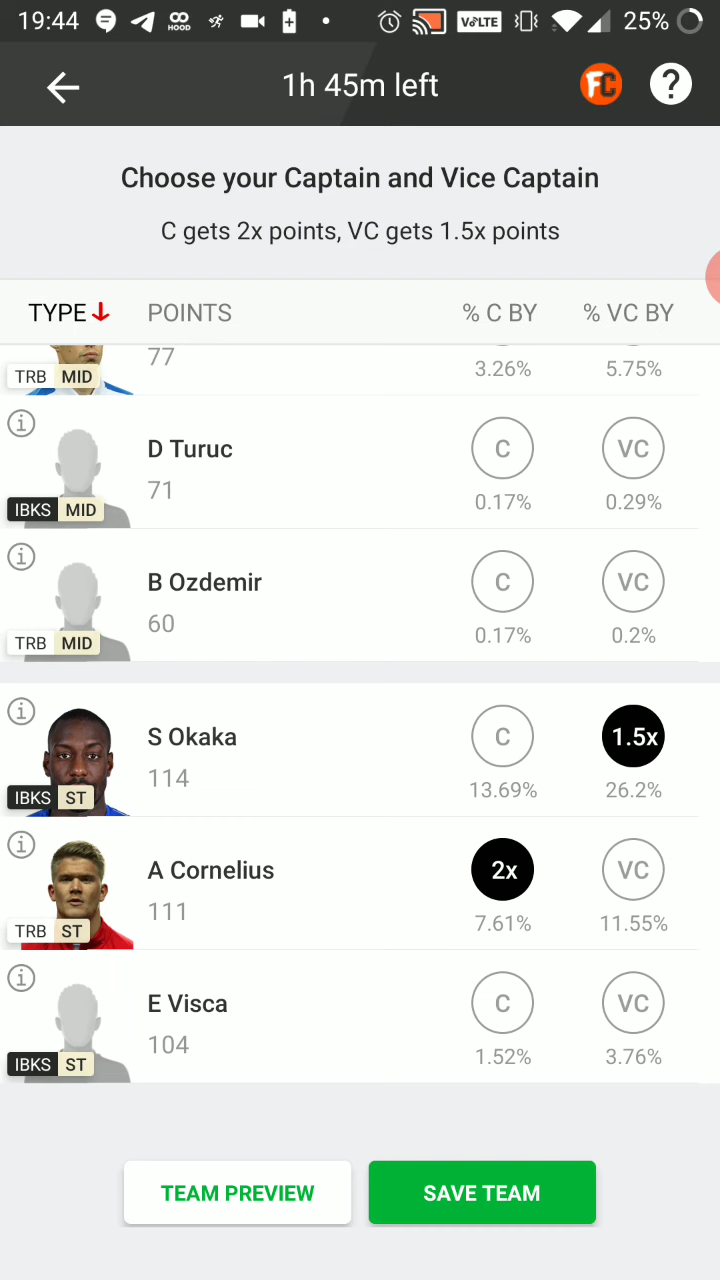 19:44 HOOD VoLTE 25%
1h 45m left FC ?
Choose your Captain and Vice Captain
C gets 2x points, VC gets 1.5x points
TYPE POINTS % C BY % VC BY
77
TRB MID 3.26% 5.75%
D Turuc C VC
71
IBKS MID 0.17% 0.29%
B Ozdemir C VC
60
TRB MID 0.17% 0.2%
S Okaka C 1.5x
114
IBKS ST 13.69% 26.2%
A Cornelius 2x VC
111
TRB ST 7.61% 11.55%
E Visca C VC
104
IBKS ST 1.52% 3.76%
TEAM PREVIEW SAVE TEAM